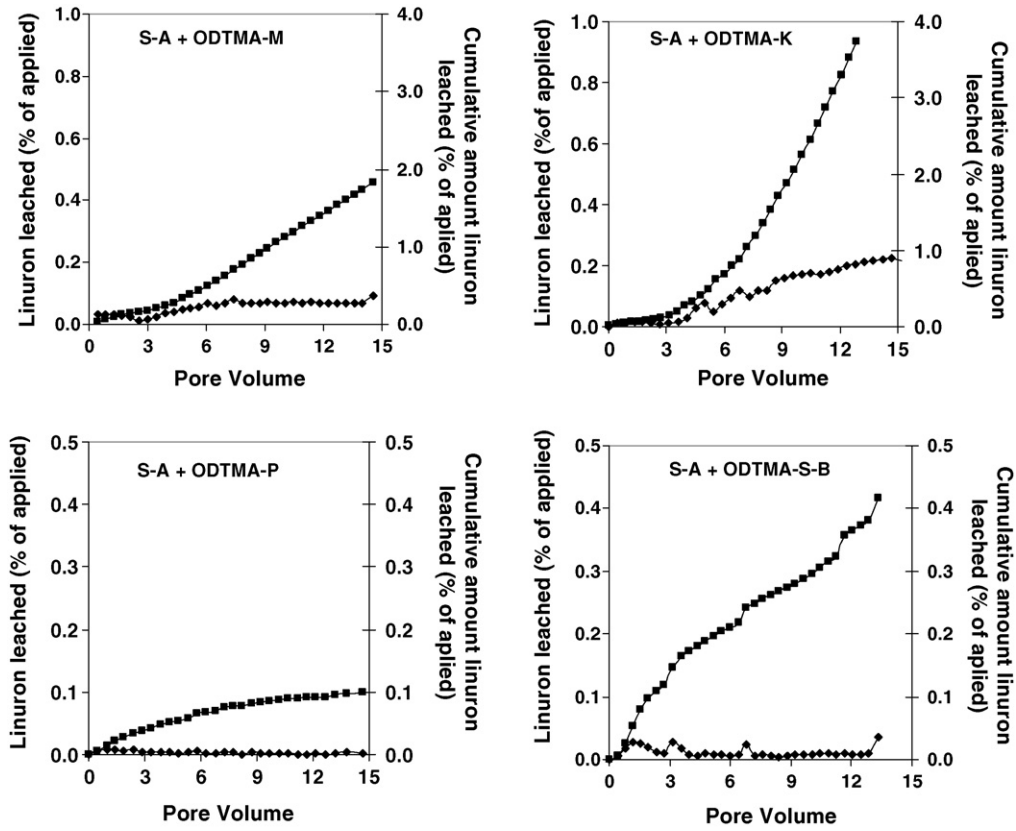 S-A + ODTMA-M
Linuron leached (% of applied)
1.0
0.8
0.6
0.4
0.2
0.0
4.0
3.0
2.0
1.0
0.0
Cumulative amount linuron
leached (% of aplied)
0 3 6 9 12 15
Pore Volume
S-A + ODTMA-K
Linuron leached (%of applied)
1.0
0.8
0.6
0.4
0.2
0.0
4.0
3.0
2.0
1.0
0.0
Cumulative amount linuron
leached (% of aplied)
0 3 6 9 12 15
Pore Volume
S-A + ODTMA-P
Linuron leached (% of applied)
0.5
0.4
0.3
0.2
0.1
0.0
0.5
0.4
0.3
0.2
0.1
0.0
Cumulative amount linuron
leached (% of aplied)
0 3 6 9 12 15
Pore Volume
S-A + ODTMA-S-B
Linuron leached (% of applied)
0.5
0.4
0.3
0.2
0.1
0.0
0.5
0.4
0.3
0.2
0.1
0.0
Cumulative amount linuron
leached (% of aplied)
0 3 6 9 12 15
Pore Volume